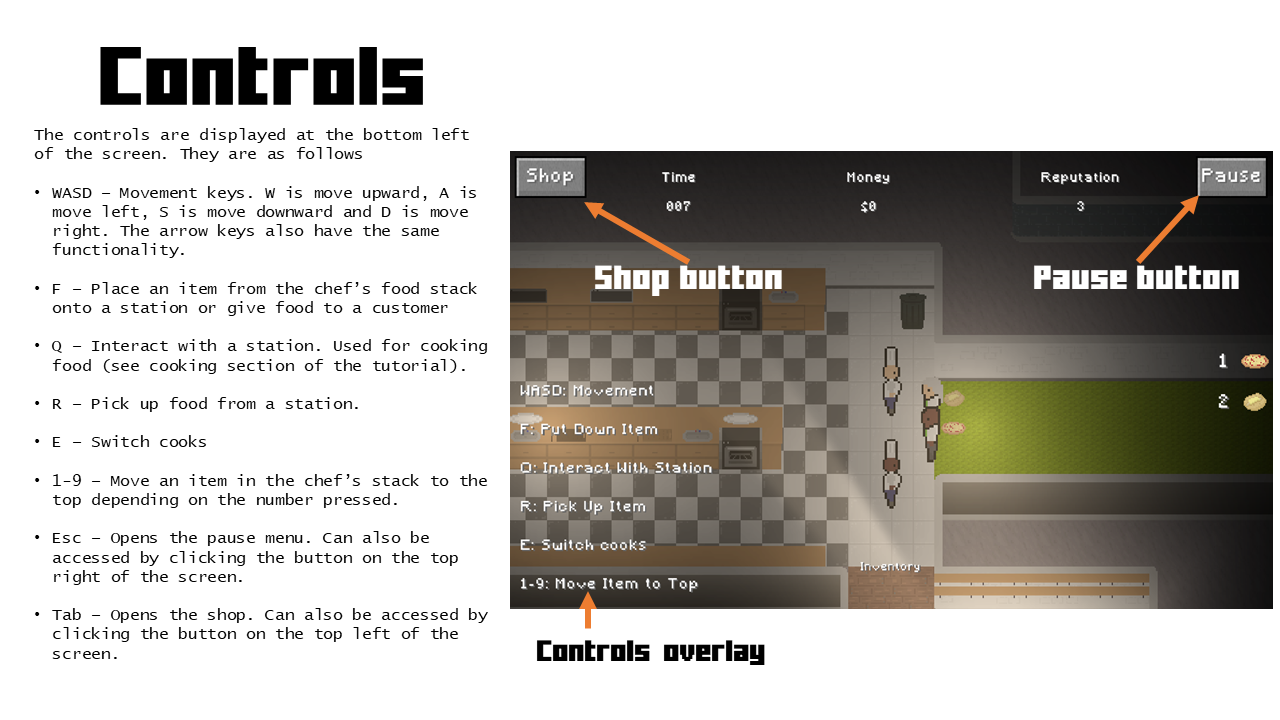 Controls
The controls are displayed at the bottom left
of the screen. They are as follows
• WASD – Movement keys. W is move upward, A is
move left, S is move downward and D is move
right. The arrow keys also have the same
functionality.
• F – Place an item from the chef’s food stack
onto a station or give food to a customer
• Q – Interact with a station. Used for cooking
food (see cooking section of the tutorial).
• R – Pick up food from a station.
• E – Switch cooks
• 1-9 – Move an item in the chef’s stack to the
top depending on the number pressed.
• Esc – Opens the pause menu. Can also be
accessed by clicking the button on the top
right of the screen.
• Tab – Opens the shop. Can also be accessed by
clicking the button on the top left of the
screen.
Shop
Time
Money
Reputation
Pause
007
$0
3
Shop button
Pause button
1
2
WASD: Movement
F: Put Down Item
Q: Interact With Station
R: Pick Up Item
E: Switch cooks
1-9: Move Item to Top
Inventory
Controls overlay